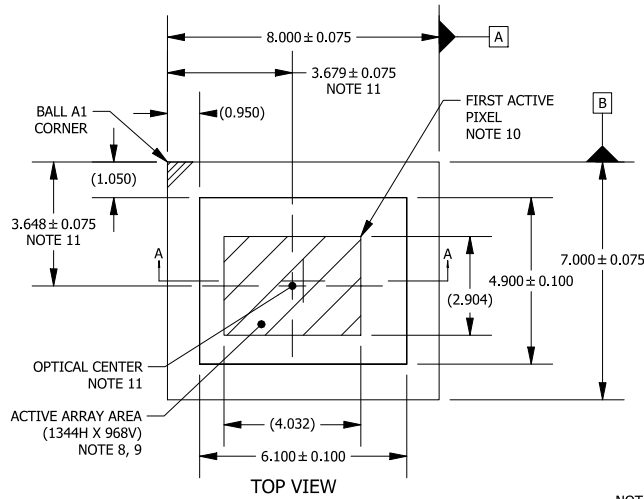 8.000 ± 0.075
A
3.679 ± 0.075
NOTE 11
BALL A1
CORNER
(0.950)
FIRST ACTIVE
PIXEL
NOTE 10
B
(1.050)
3.648 ± 0.075
NOTE 11
A
A
7.000 ± 0.075
4.900 ± 0.100
(2.904)
OPTICAL CENTER
NOTE 11
ACTIVE ARRAY AREA
(1344H X 968V)
NOTE 8, 9
(4.032)
6.100 ± 0.100
TOP VIEW